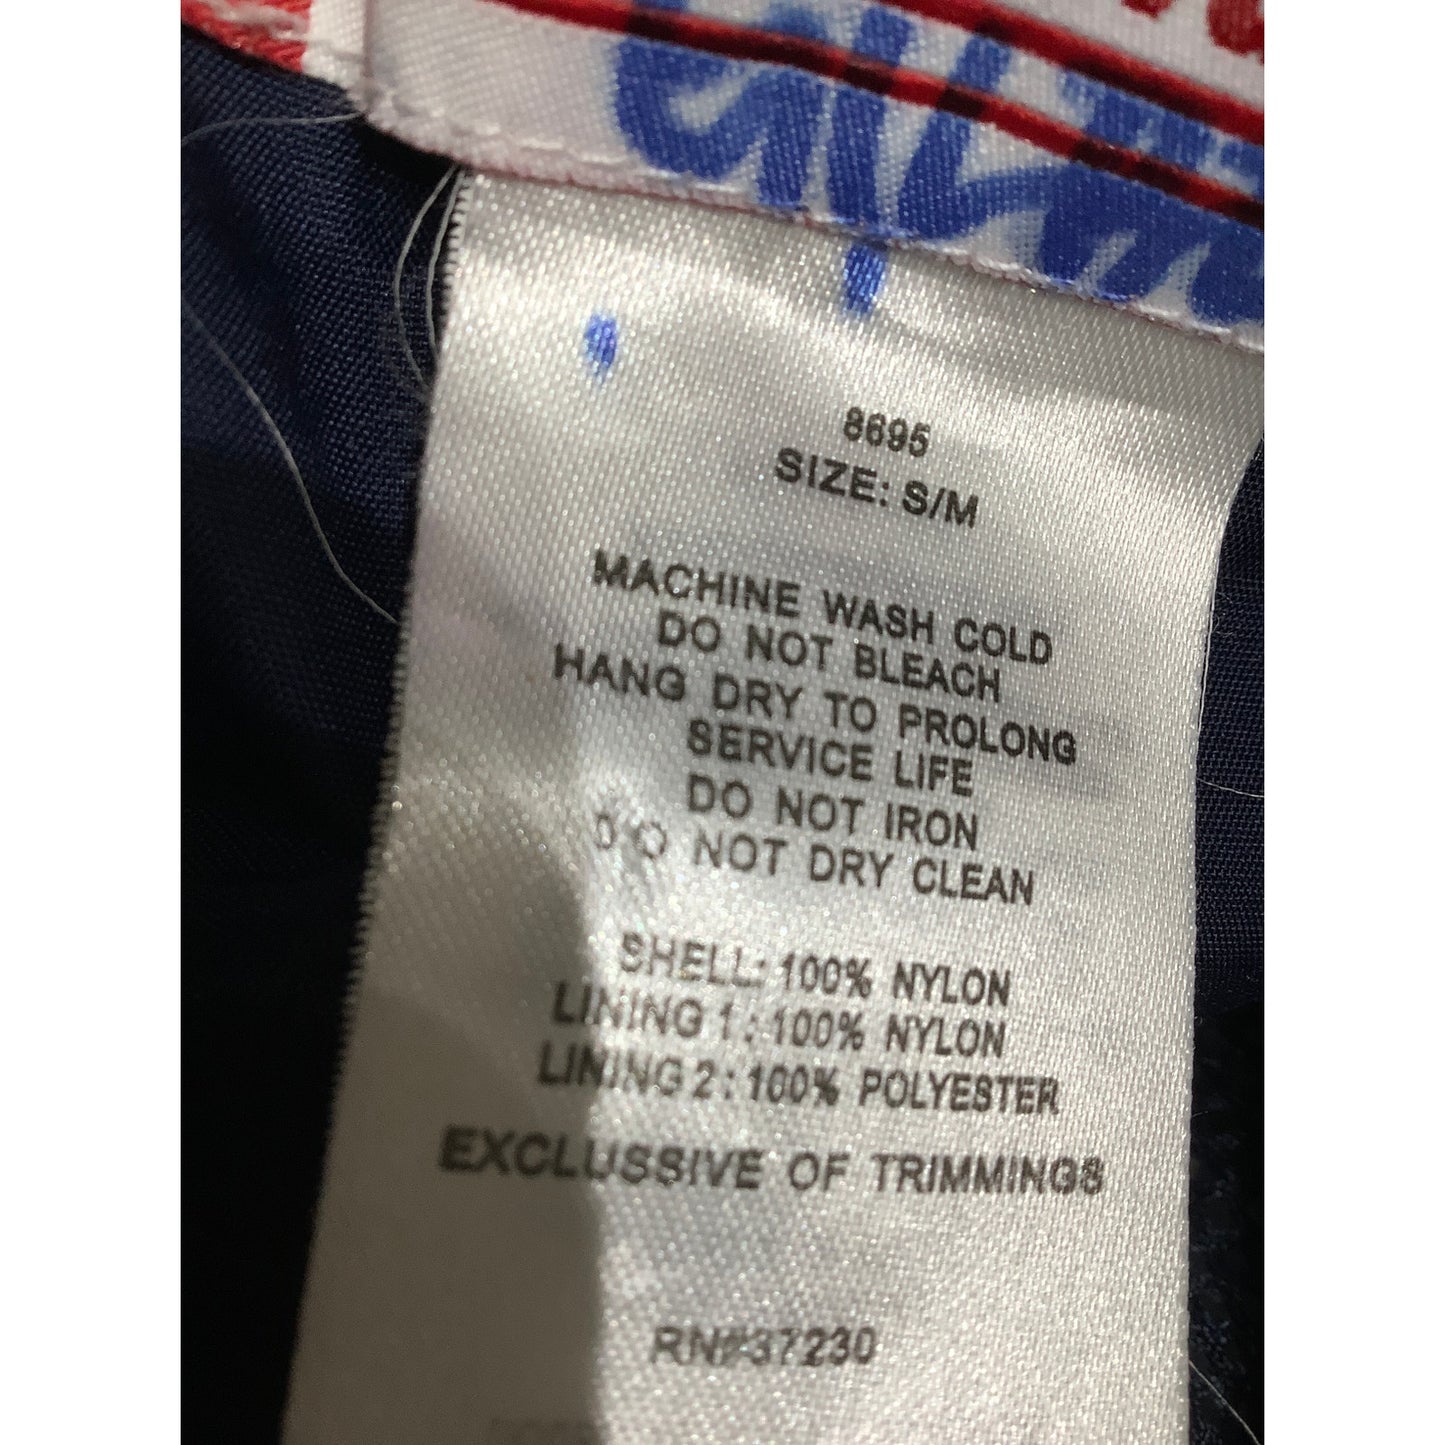 8695
SIZE: S/M
MACHINE WASH COLD
DO NOT BLEACH
HANG DRY TO PROLONG
SERVICE LIFE
DO NOT IRON
DO NOT DRY CLEAN
SHELL: 100% NYLON
LINING 1: 100% NYLON
LINING 2: 100% POLYESTER
EXCLUSSIVE OF TRIMMINGS
RN#37230